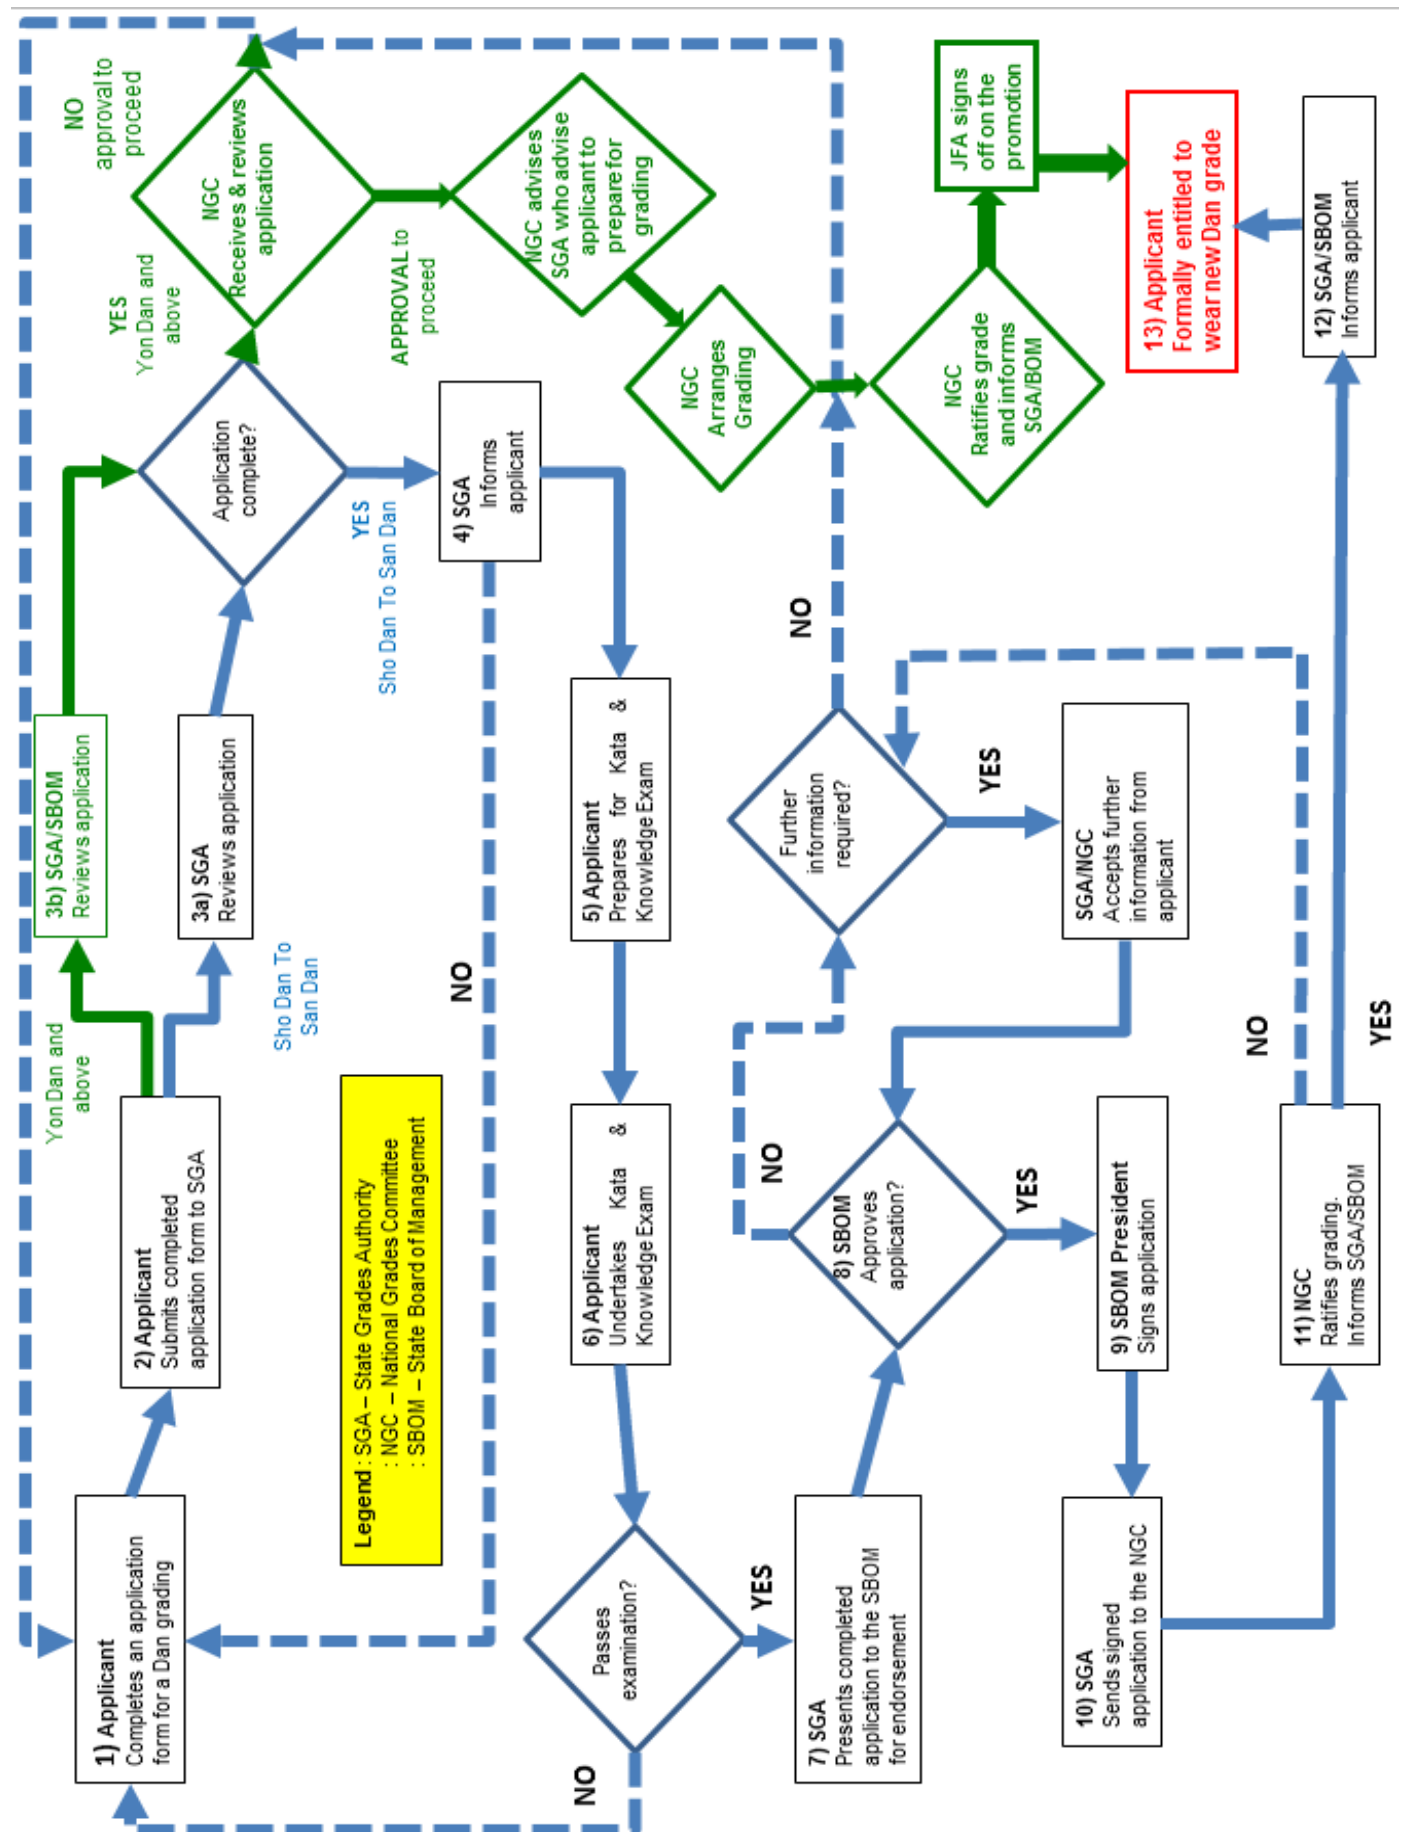 1) Applicant
Completes an application
form for a Dan grading
2) Applicant
Submits completed
application form to SGA
Yon Dan and
above
Sho Dan To
San Dan
3b) SGA/SBOM
Reviews application
3a) SGA
Reviews application
Application
complete?
YES
Yon Dan and
above
NGC
Receives & reviews
application
NO
approval to
proceed
APPROVAL to
proceed
NGC advises
SGA who advise
applicant to
prepare for
grading
NGC
Arranges
Grading
NGC
Ratifies grade
and informs
SGA/BOM
JFA signs
off on the
promotion
YES
Sho Dan To San Dan
4) SGA
Informs
applicant
NO
Legend : SGA – State Grades Authority
: NGC – National Grades Committee
: SBOM – State Board of Management
5) Applicant
Prepares for Kata &
Knowledge Exam
6) Applicant
Undertakes Kata &
Knowledge Exam
Passes
examination?
NO
YES
7) SGA
Presents completed
application to the SBOM
for endorsement
8) SBOM
Approves
application?
NO
YES
Further
information
required?
NO
YES
SGA/NGC
Accepts further
information from
applicant
9) SBOM President
Signs application
10) SGA
Sends signed
application to the NGC
11) NGC
Ratifies grading.
Informs SGA/SBOM
NO
YES
12) SGA/SBOM
Informs applicant
13) Applicant
Formally entitled to
wear new Dan grade